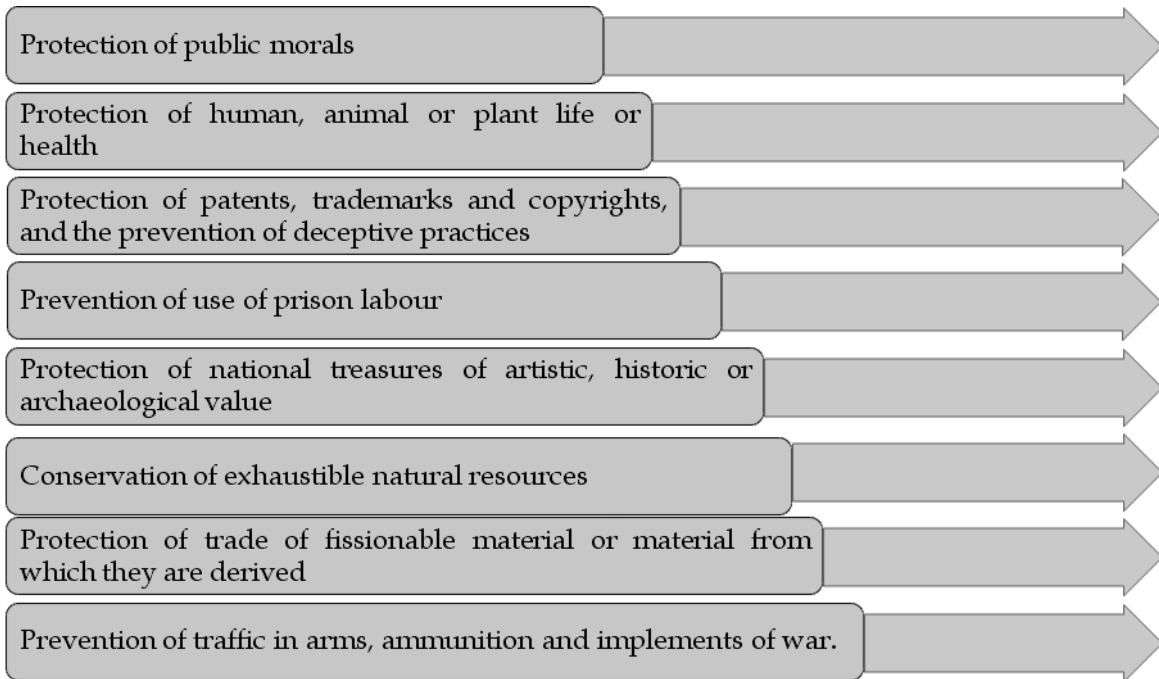 Protection of public morals
Protection of human, animal or plant life or
health
Protection of patents, trademarks and copyrights,
and the prevention of deceptive practices
Prevention of use of prison labour
Protection of national treasures of artistic, historic or
archaeological value
Conservation of exhaustible natural resources
Protection of trade of fissionable material or material from
which they are derived
Prevention of traffic in arms, ammunition and implements of war.